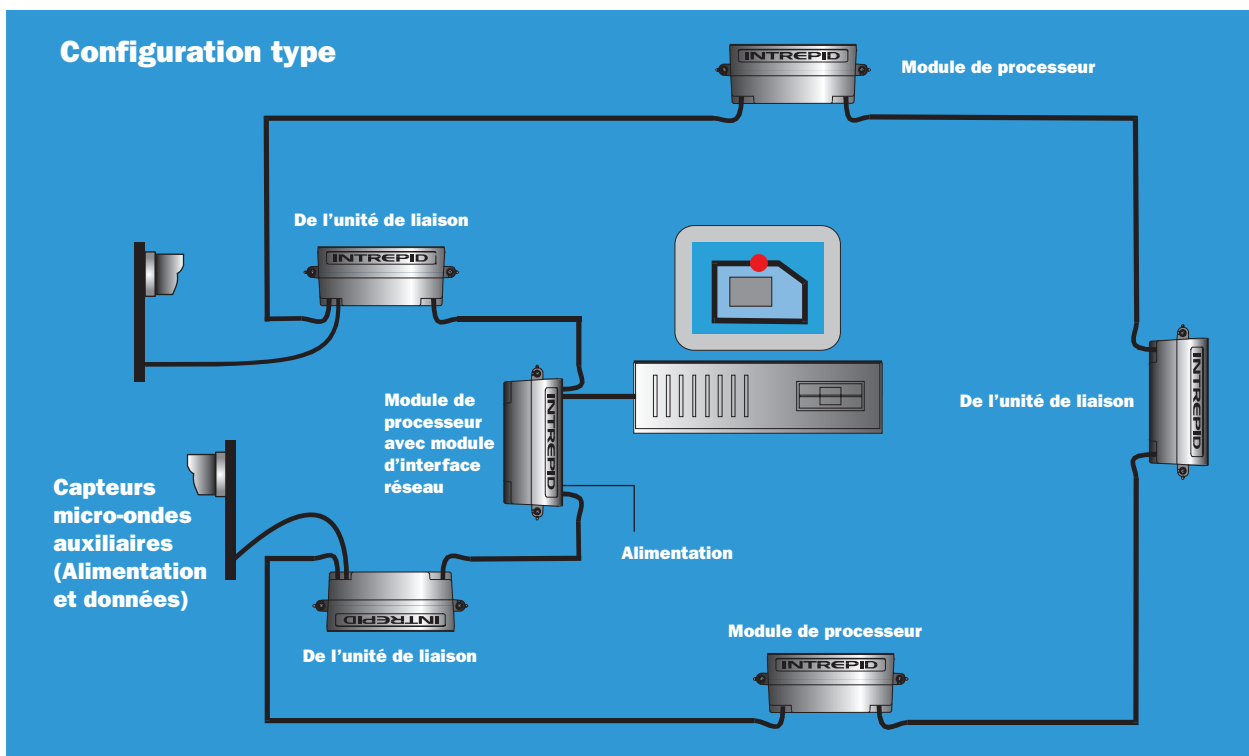 Configuration type
INTREPID
Module de processeur
De l'unité de liaison
INTREPID
INTREPID
De l'unité de liaison
Module de
processeur
avec module
d'interface
réseau
INTREPID
Capteurs
micro-ondes
auxiliaires
(Alimentation
et données)
Alimentation
INTREPID
De l'unité de liaison
Module de processeur
INTREPID